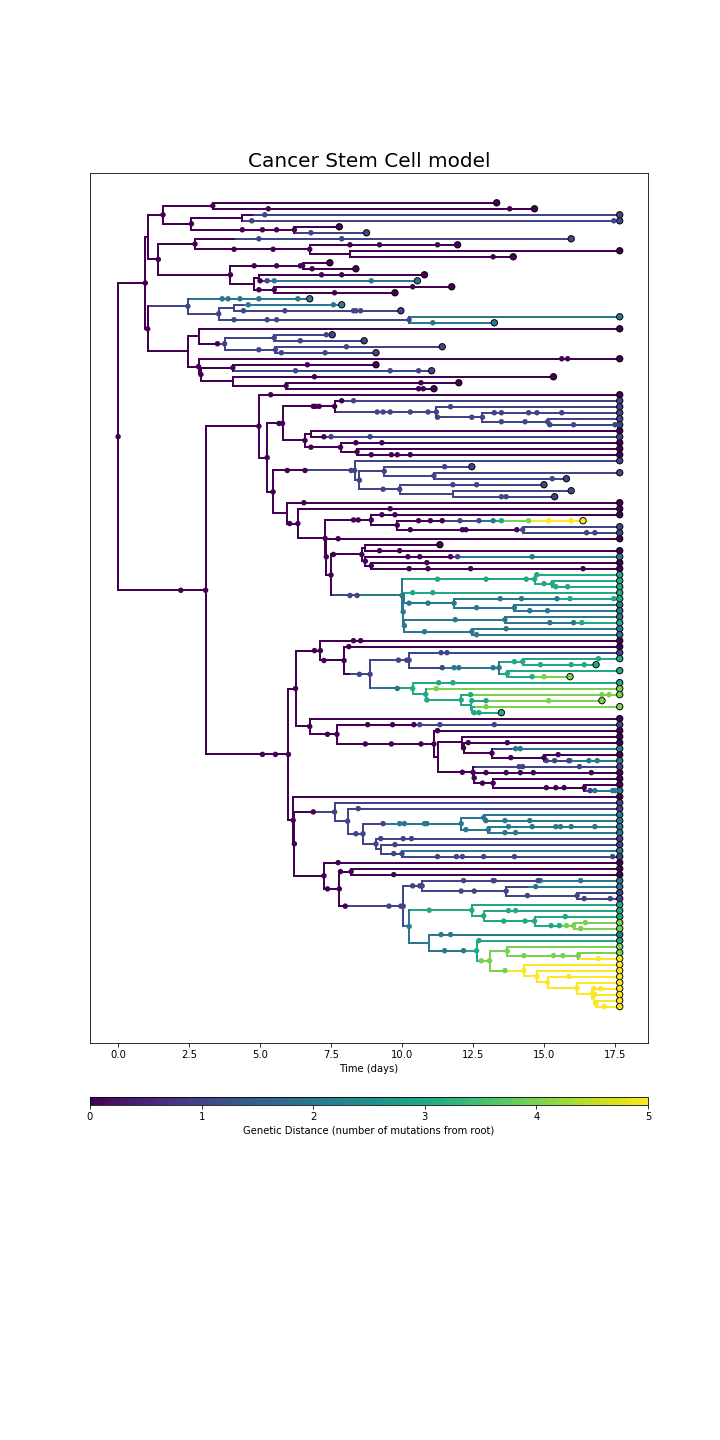 Cancer Stem Cell model
0.0 2.5 5.0 7.5 10.0 12.5 15.0 17.5
Time (days)
0 1 2 3 4 5
Genetic Distance (number of mutations from root)